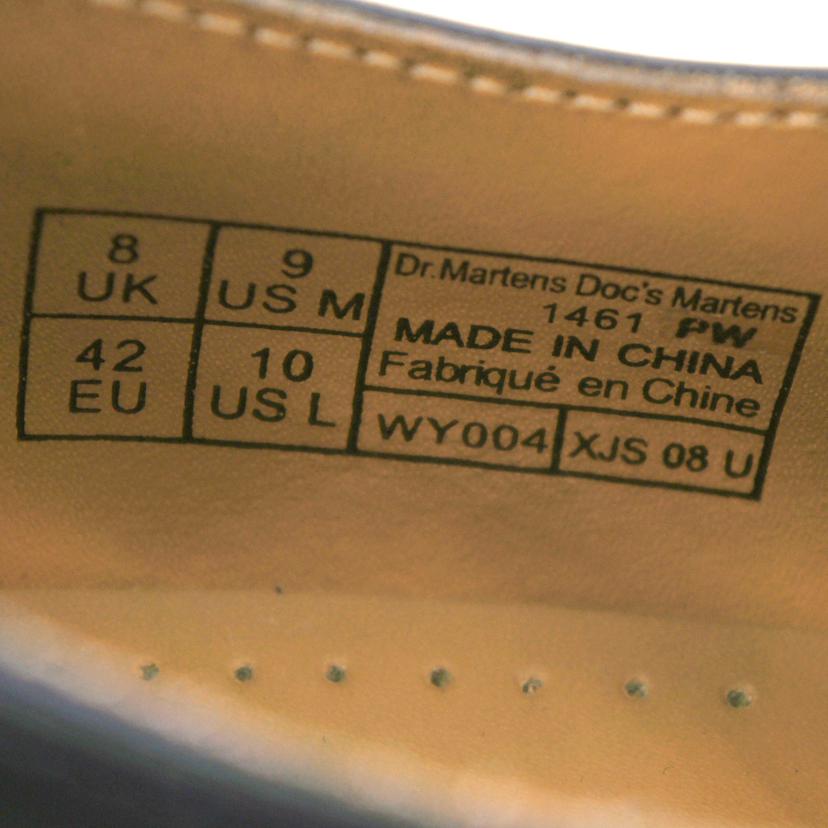 8
UK
9
US M
42
EU
10
US L
Dr.Martens Doc's Martens
1461 PW
MADE IN CHINA
Fabriqué en Chine
WY004
XJS 08 U